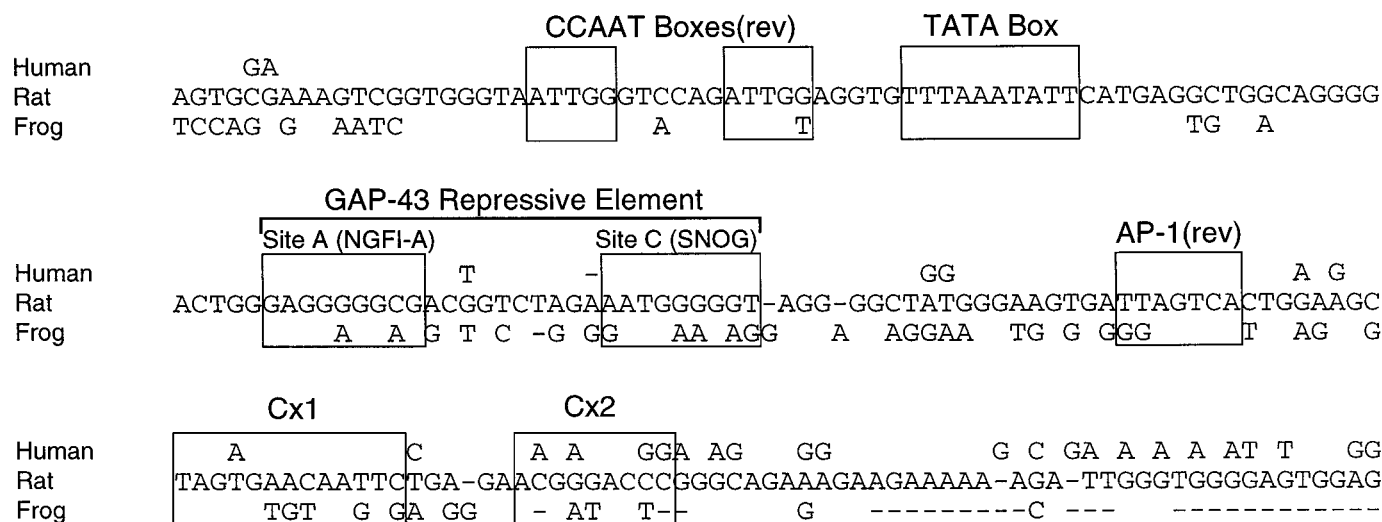 CCAAT Boxes(rev) TATA Box
Human GA
Rat AGTGCGAAAGTCGGTGGGTAATTGGGTCCAGATTGGAGGTGTTTAAATATTCATGAGGCTGGCAGGGG
Frog TCCAG G AATC A T TG A
GAP-43 Repressive Element
Site A (NGFI-A) Site C (SNOG) AP-1(rev)
Human T - GG A G
Rat ACTGGGAGGGGGCGACGGTCTAGAAATGGGGGT-AGG-GGCTATGGGAAGTGATTAGTCACTGGAAGC
Frog A A G T C -GG G AA AGG A AGGAA TG G GGG T AG G
Cx1 Cx2
Human A C A A GGA AG GG G C GA A A A AT T GG
Rat TAGTGAACAATTCTGA-GAACGGGACCCGGGCAGAAAGAAGAAAAA-AGA-TTGGGTGGGGAGTGGAG
Frog TGT G GA GG - AT T-- G ---------C--- ------------